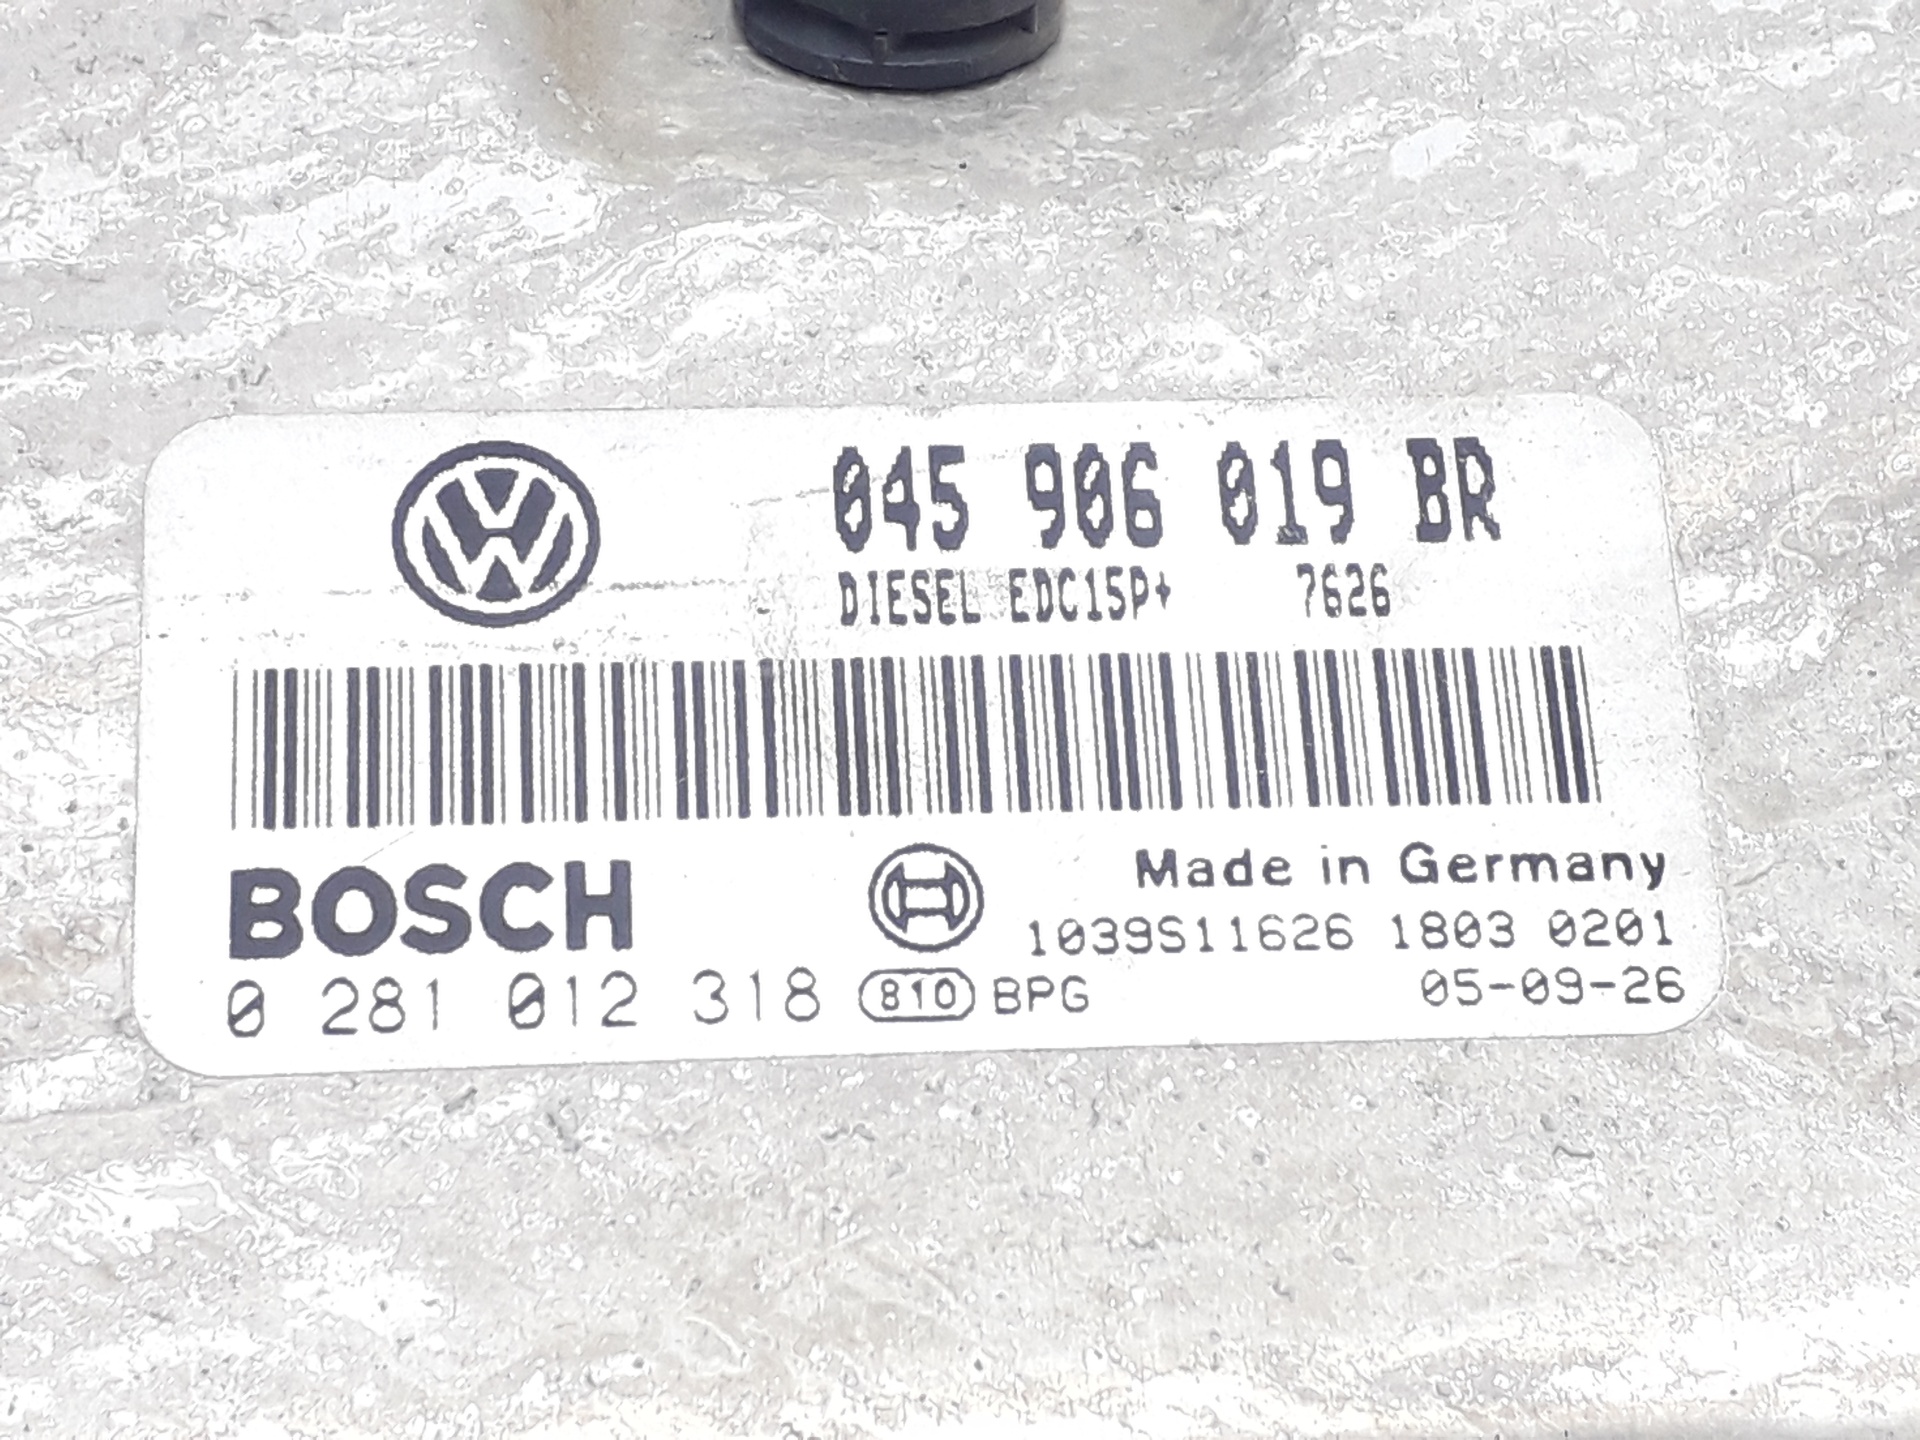 045 906 019 BR
DIESEL EDC15P+ 7626
BOSCH
Made in Germany
1039S11626 1803 0201
0 281 012 318 810 BPG 05-09-26